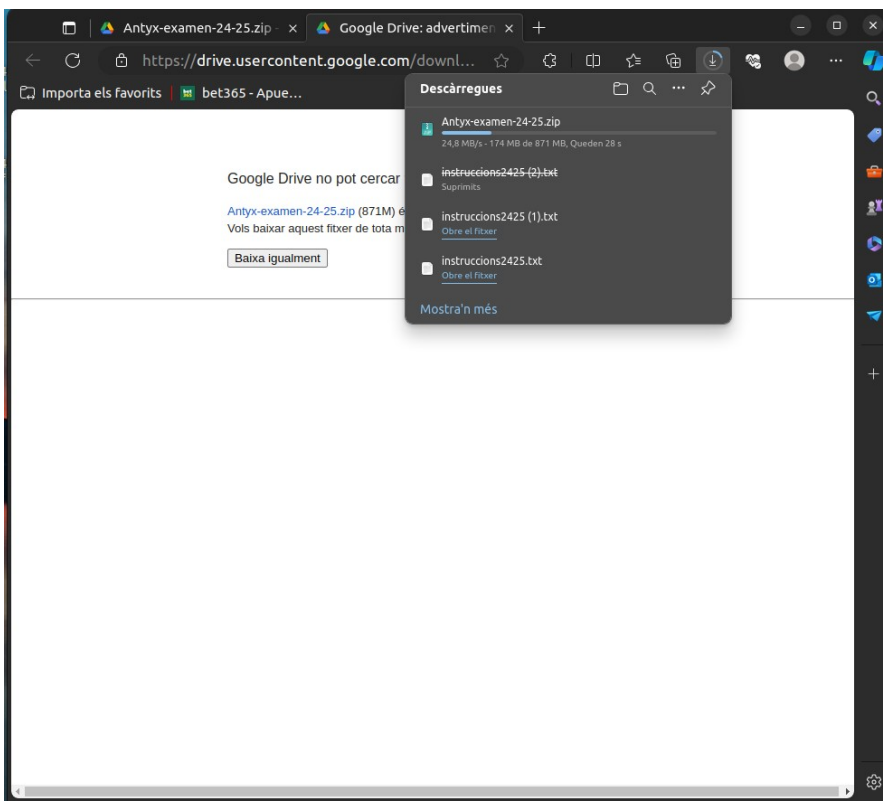 Antyx-examen-24-25.zip -
Google Drive: advertimen
https://drive.usercontent.google.com/downl...
Importa els favorits
bet365 - Apue...
Descàrregues
Antyx-examen-24-25.zip
24,8 MB/s - 174 MB de 871 MB, Queden 28 s
instruccions2425 (2).txt
Suprimits
instruccions2425 (1).txt
Obre el fitxer
instruccions2425.txt
Obre el fitxer
Mostra'n més
Google Drive no pot cercar
Antyx-examen-24-25.zip (871M) é
Vols baixar aquest fitxer de tota m
Baixa igualment